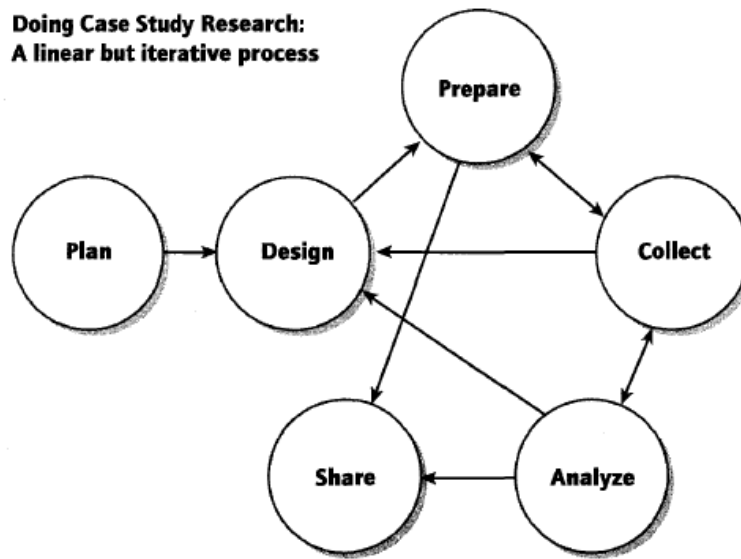 Doing Case Study Research:
A linear but iterative process
Prepare
Plan
Design
Collect
Share
Analyze